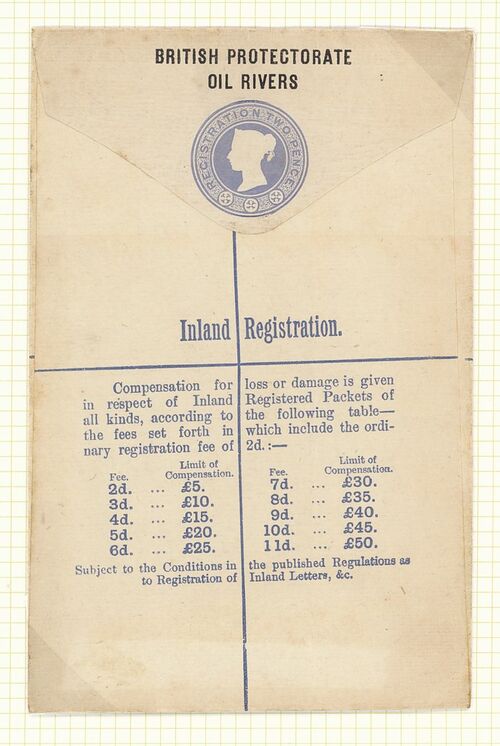 BRITISH PROTECTORATE
OIL RIVERS
REGISTRATION TWO PENCE
Inland Registration.
Compensation for loss or damage is given
in respect of Inland Registered Packets of
all kinds, according to the following table—
the fees set forth in which include the ordi-
nary registration fee of 2d.:—
Fee. Limit of Compensation.
2d. ... £5.
3d. ... £10.
4d. ... £15.
5d. ... £20.
6d. ... £25.
Fee. Limit of Compensation.
7d. ... £30.
8d. ... £35.
9d. ... £40.
10d. ... £45.
11d. ... £50.
Subject to the Conditions in the published Regulations as
to Registration of Inland Letters, &c.